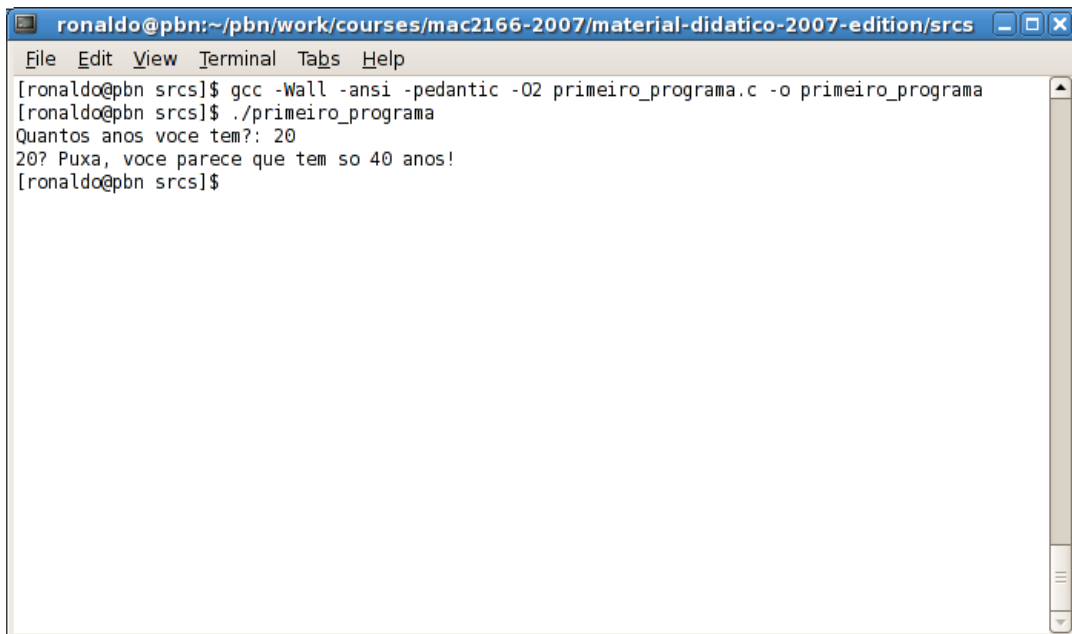 ronaldo@pbn:~/pbn/work/courses/mac2166-2007/material-didatico-2007-edition/srcs
File Edit View Terminal Tabs Help
[ronaldo@pbn srcs]$ gcc -Wall -ansi -pedantic -O2 primeiro_programa.c -o primeiro_programa
[ronaldo@pbn srcs]$ ./primeiro_programa
Quantos anos voce tem?: 20
20? Puxa, voce parece que tem so 40 anos!
[ronaldo@pbn srcs]$